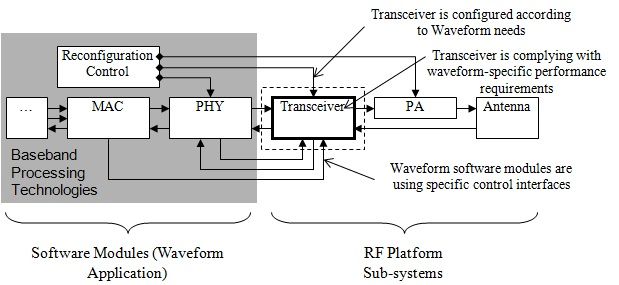 Transceiver is configured according
to Waveform needs
Reconfiguration
Control
Transceiver is complying with
waveform-specific performance
requirements
...
MAC
PHY
Transceiver
PA
Antenna
Baseband
Processing
Technologies
Waveform software modules are
using specific control interfaces
Software Modules (Waveform
Application)
RF Platform
Sub-systems